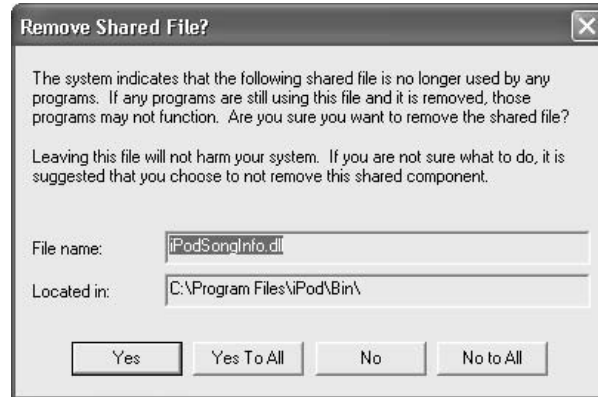 Remove Shared File?
The system indicates that the following shared file is no longer used by any
programs. If any programs are still using this file and it is removed, those
programs may not function. Are you sure you want to remove the shared file?
Leaving this file will not harm your system. If you are not sure what to do, it is
suggested that you choose to not remove this shared component.
File name: iPodSongInfo.dll
Located in: C:\Program Files\iPod\Bin\
Yes Yes To All No No to All